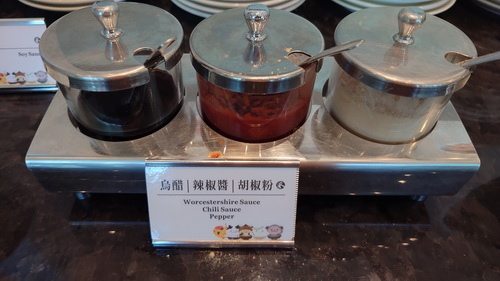 烏醋 | 辣椒醬 | 胡椒粉
Worcestershire Sauce
Chili Sauce
Pepper